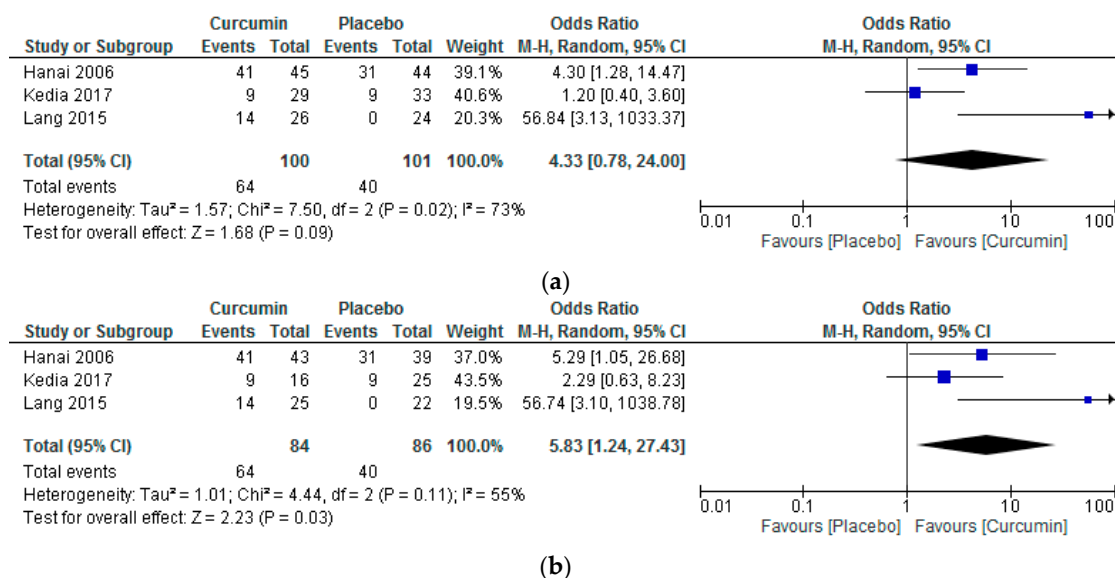 Curcumin Placebo Odds Ratio Odds Ratio
Study or Subgroup Events Total Events Total Weight M-H, Random, 95% CI M-H, Random, 95% CI
Hanai 2006 41 45 31 44 39.1% 4.30 [1.28, 14.47]
Kedia 2017 9 29 9 33 40.6% 1.20 [0.40, 3.60]
Lang 2015 14 26 0 24 20.3% 56.84 [3.13, 1033.37]
Total (95% CI) 100 101 100.0% 4.33 [0.78, 24.00]
Total events 64 40
Heterogeneity: Tau² = 1.57; Chi² = 7.50, df = 2 (P = 0.02); I² = 73%
Test for overall effect: Z = 1.68 (P = 0.09)
0.01 0.1 1 10 100
Favours [Placebo] Favours [Curcumin]
(a)
Curcumin Placebo Odds Ratio Odds Ratio
Study or Subgroup Events Total Events Total Weight M-H, Random, 95% CI M-H, Random, 95% CI
Hanai 2006 41 43 31 39 37.0% 5.29 [1.05, 26.68]
Kedia 2017 9 16 9 25 43.5% 2.29 [0.63, 8.23]
Lang 2015 14 25 0 22 19.5% 56.74 [3.10, 1038.78]
Total (95% CI) 84 86 100.0% 5.83 [1.24, 27.43]
Total events 64 40
Heterogeneity: Tau² = 1.01; Chi² = 4.44, df = 2 (P = 0.11); I² = 55%
Test for overall effect: Z = 2.23 (P = 0.03)
0.01 0.1 1 10 100
Favours [Placebo] Favours [Curcumin]
(b)